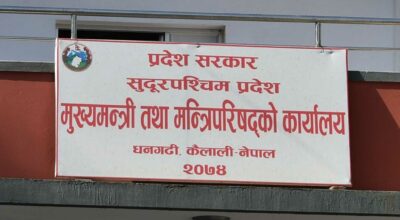 प्रदेश सरकार
सुदूरपश्चिम प्रदेश
मुख्यमन्त्री तथा मन्त्रिपरिषद्को कार्यालय
धनगढी, कैलाली-नेपाल
२०७४